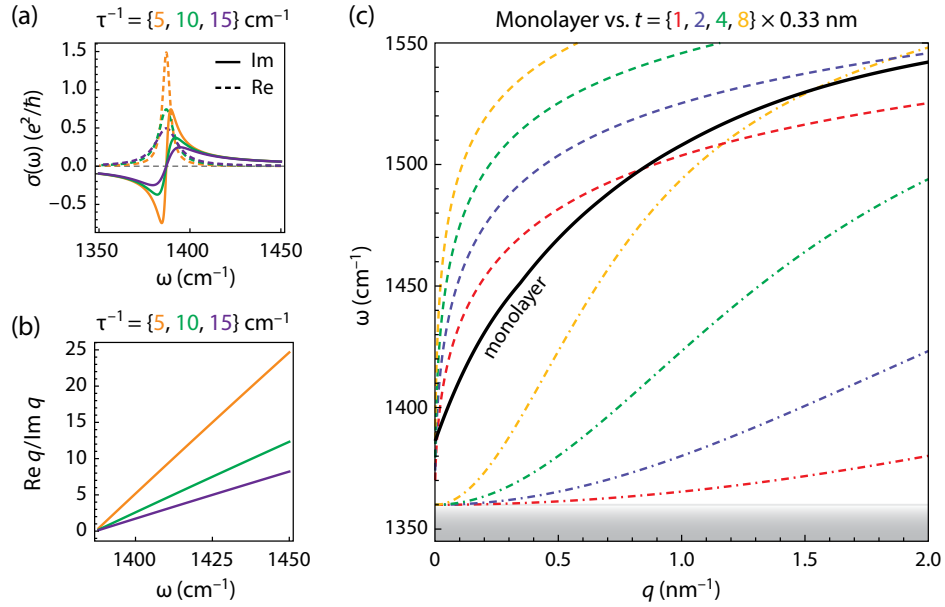 (a)
τ⁻¹ = {5, 10, 15} cm⁻¹
Im
Re
σ(ω) (e²/ħ)
1.5
1.0
0.5
0.0
−0.5
1350
1400
1450
ω (cm⁻¹)
(b)
τ⁻¹ = {5, 10, 15} cm⁻¹
Re q/Im q
25
20
15
10
5
0
1400
1425
1450
ω (cm⁻¹)
(c)
Monolayer vs. t = {1, 2, 4, 8} × 0.33 nm
ω (cm⁻¹)
1550
1500
1450
1400
1350
monolayer
0
0.5
1.0
1.5
2.0
q (nm⁻¹)